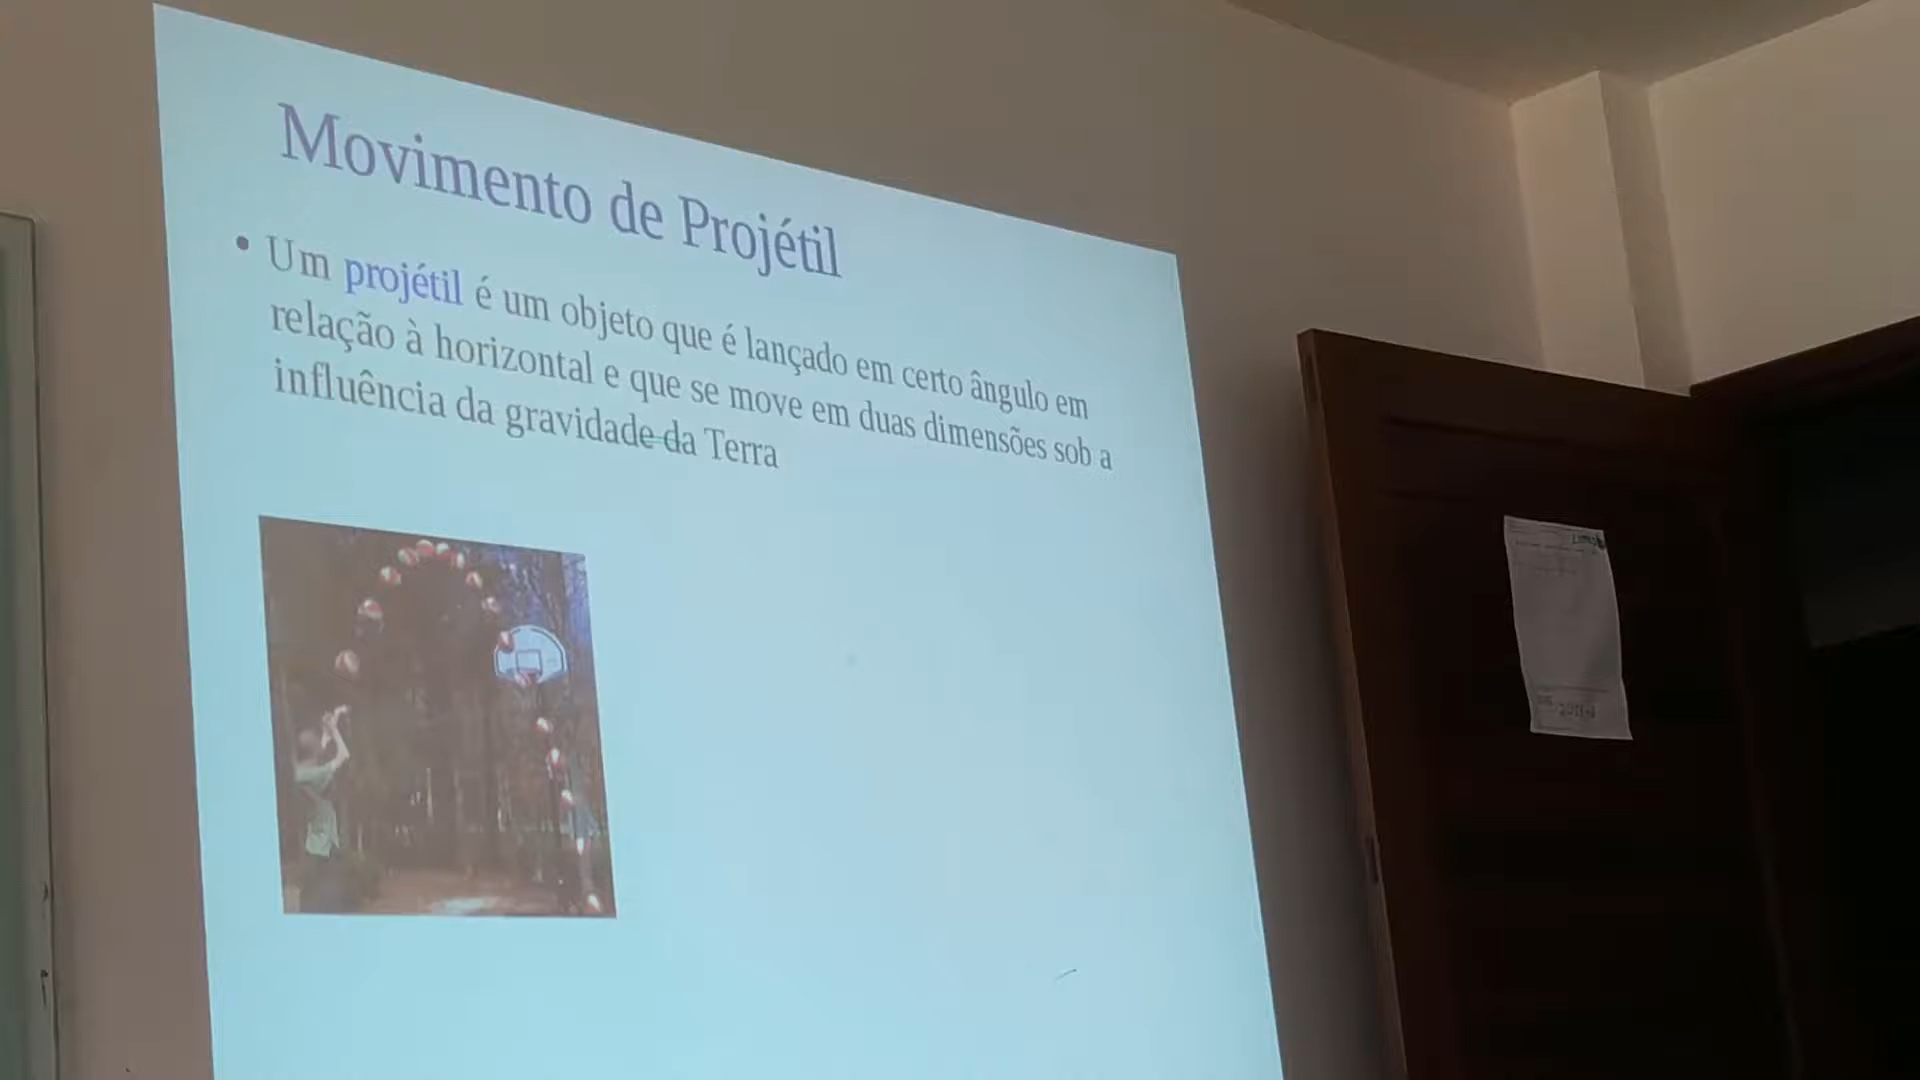 Movimento de Projétil
• Um projétil é um objeto que é lançado em certo ângulo em
relação à horizontal e que se move em duas dimensões sob a
influência da gravidade da Terra